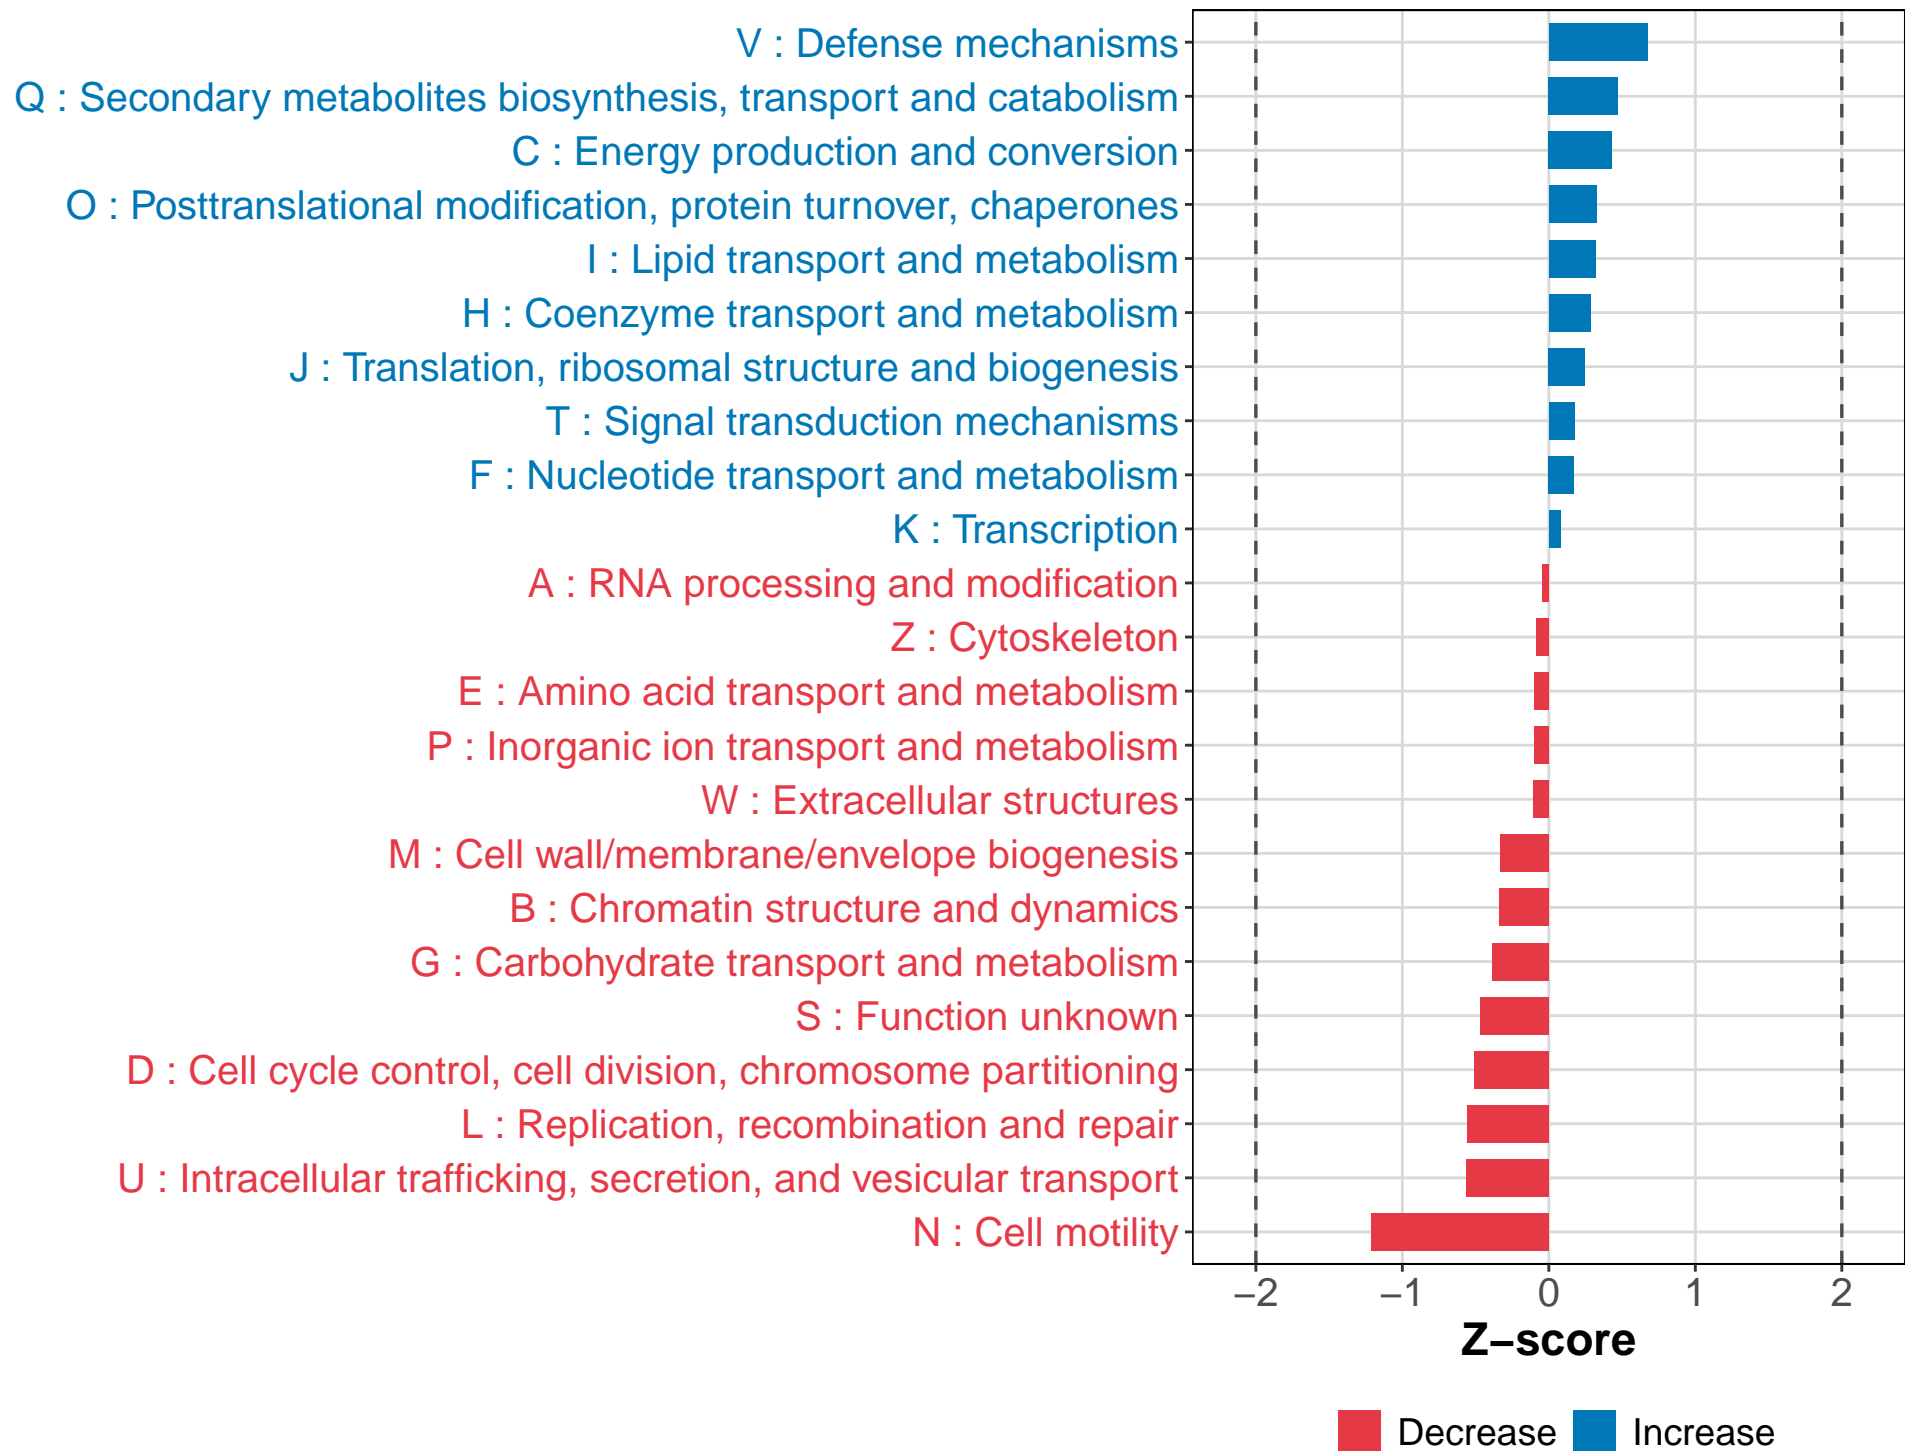 V : Defense mechanisms
Q : Secondary metabolites biosynthesis, transport and catabolism
C : Energy production and conversion
O : Posttranslational modification, protein turnover, chaperones
I : Lipid transport and metabolism
H : Coenzyme transport and metabolism
J : Translation, ribosomal structure and biogenesis
T : Signal transduction mechanisms
F : Nucleotide transport and metabolism
K : Transcription
A : RNA processing and modification
Z : Cytoskeleton
E : Amino acid transport and metabolism
P : Inorganic ion transport and metabolism
W : Extracellular structures
M : Cell wall/membrane/envelope biogenesis
B : Chromatin structure and dynamics
G : Carbohydrate transport and metabolism
S : Function unknown
D : Cell cycle control, cell division, chromosome partitioning
L : Replication, recombination and repair
U : Intracellular trafficking, secretion, and vesicular transport
N : Cell motility
−2 −1 0 1 2
Z−score
Decrease Increase